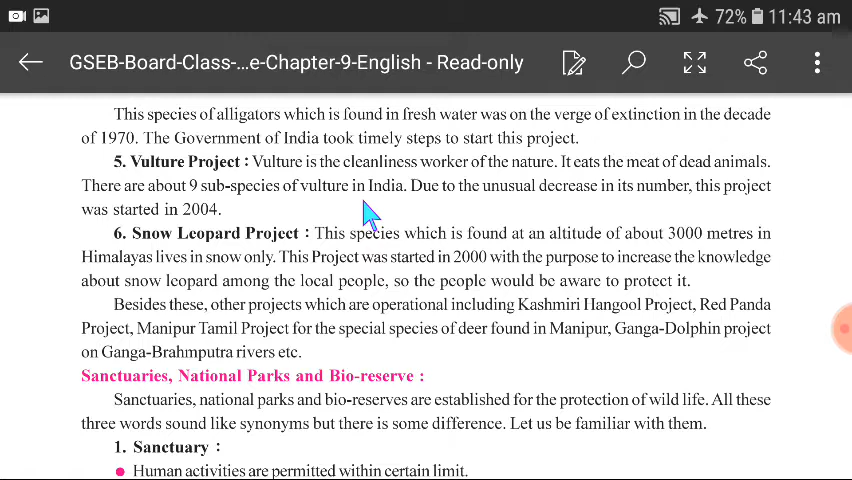 72% 11:43 am
GSEB-Board-Class-...e-Chapter-9-English - Read-only
This species of alligators which is found in fresh water was on the verge of extinction in the decade
of 1970. The Government of India took timely steps to start this project.
5. Vulture Project : Vulture is the cleanliness worker of the nature. It eats the meat of dead animals.
There are about 9 sub-species of vulture in India. Due to the unusual decrease in its number, this project
was started in 2004.
6. Snow Leopard Project : This species which is found at an altitude of about 3000 metres in
Himalayas lives in snow only. This Project was started in 2000 with the purpose to increase the knowledge
about snow leopard among the local people, so the people would be aware to protect it.
Besides these, other projects which are operational including Kashmiri Hangool Project, Red Panda
Project, Manipur Tamil Project for the special species of deer found in Manipur, Ganga-Dolphin project
on Ganga-Brahmputra rivers etc.
Sanctuaries, National Parks and Bio-reserve :
Sanctuaries, national parks and bio-reserves are established for the protection of wild life. All these
three words sound like synonyms but there is some difference. Let us be familiar with them.
1. Sanctuary :
● Human activities are permitted within certain limit.